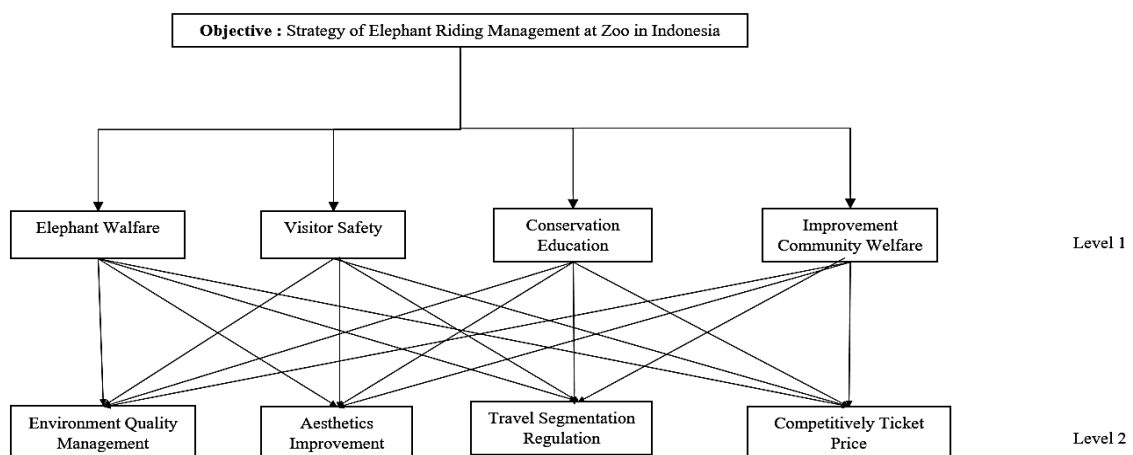 Objective : Strategy of Elephant Riding Management at Zoo in Indonesia
Elephant Walfare
Visitor Safety
Conservation
Education
Improvement
Community Welfare
Level 1
Environment Quality
Management
Aesthetics
Improvement
Travel Segmentation
Regulation
Competitively Ticket
Price
Level 2